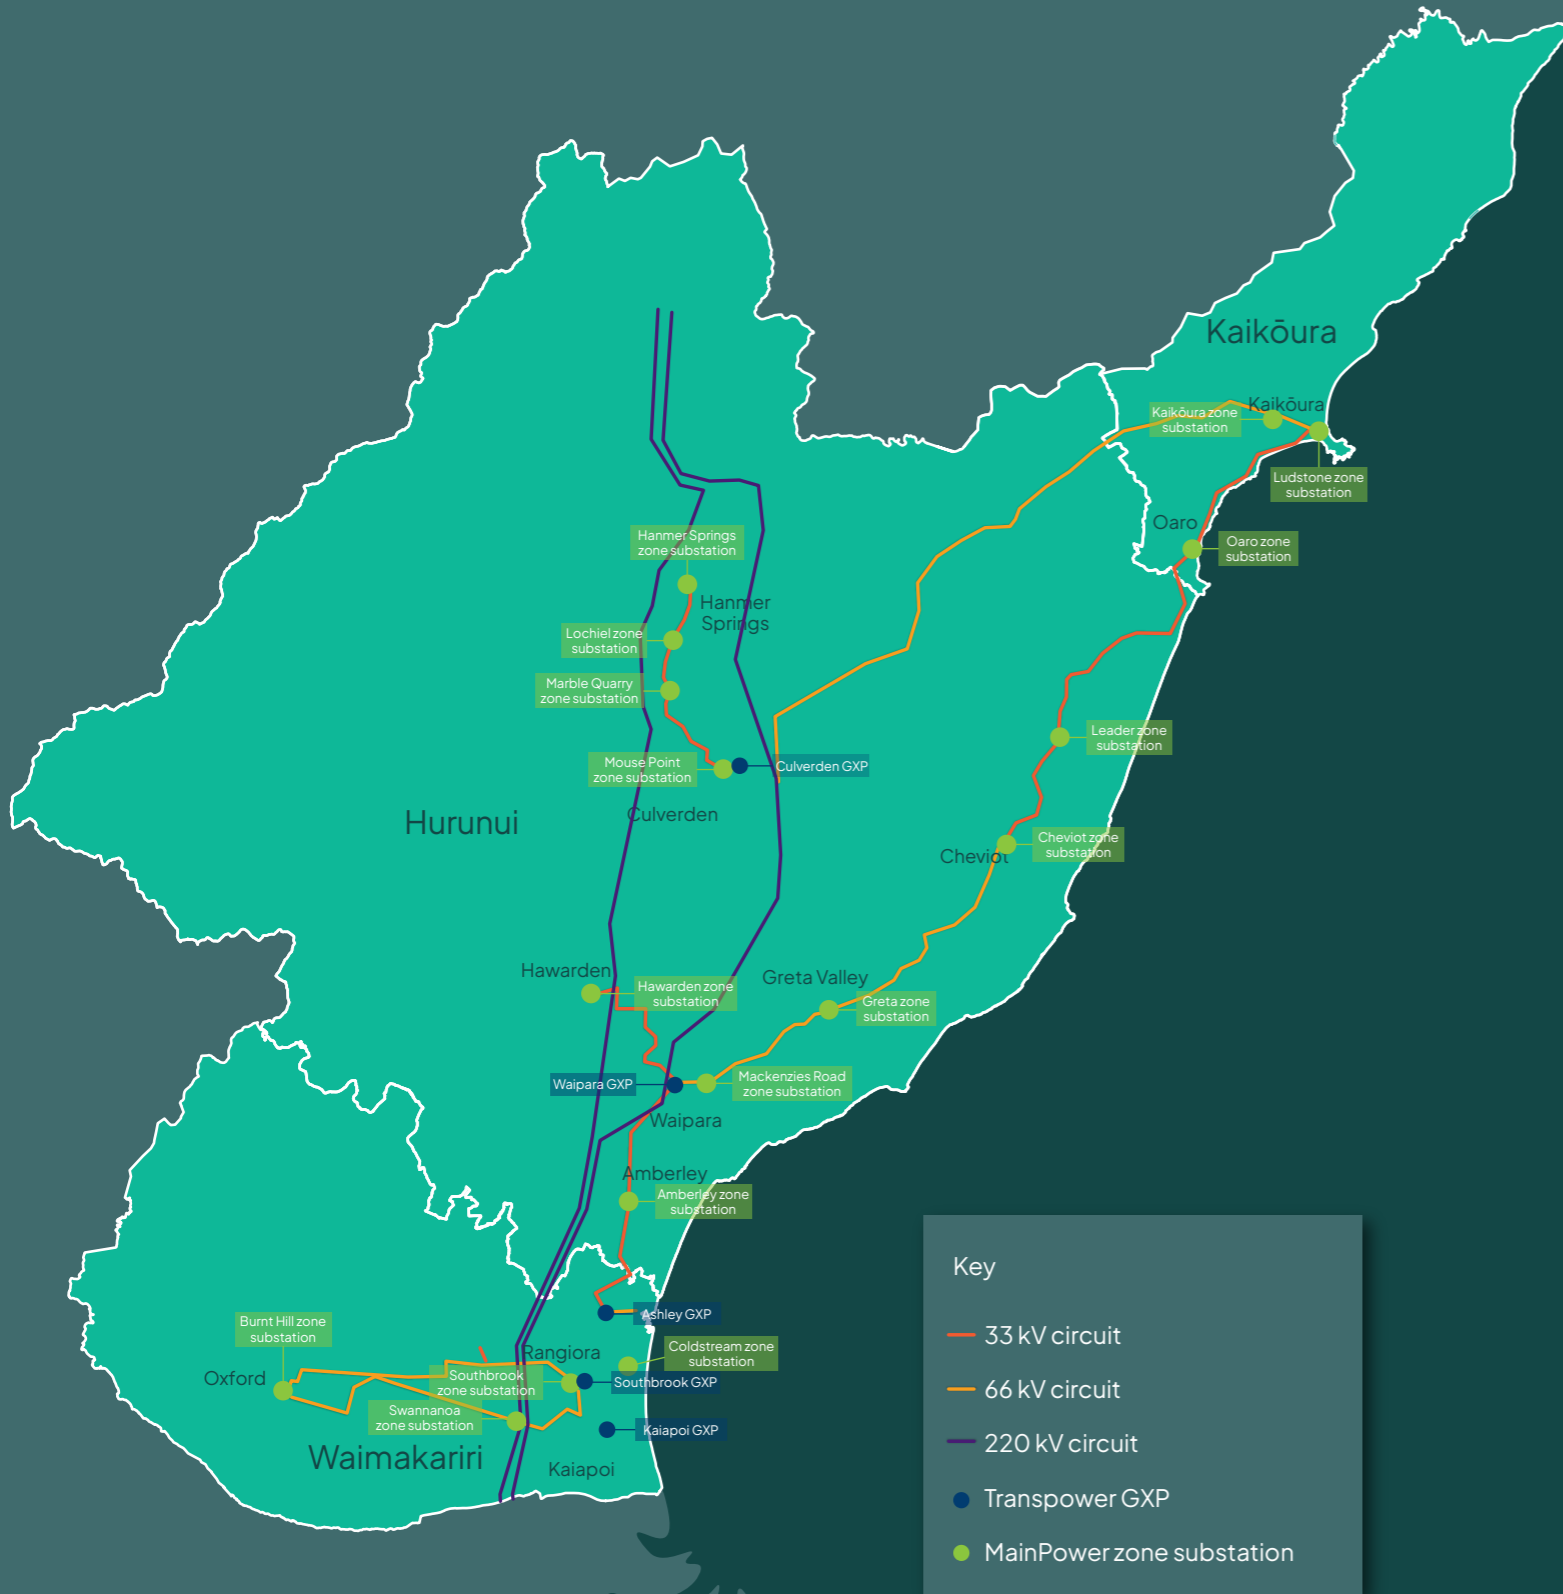 Kaikōura
Kaikōura
Kaikōura zone
substation
Ludstone zone
substation
Oaro
Oaro zone
substation
Hanmer Springs
zone substation
Hanmer
Springs
Lochiel zone
substation
Marble Quarry
zone substation
Leader zone
substation
Mouse Point
zone substation
Culverden GXP
Culverden
Hurunui
Cheviot zone
substation
Cheviot
Hawarden
Hawarden zone
substation
Greta Valley
Greta zone
substation
Waipara GXP
Mackenzies Road
zone substation
Waipara
Amberley
Amberley zone
substation
Ashley GXP
Burnt Hill zone
substation
Rangiora
Coldstream zone
substation
Oxford
Southbrook
zone substation
Southbrook GXP
Swannanoa
zone substation
Kaiapoi GXP
Waimakariri
Kaiapoi
Key
33 kV circuit
66 kV circuit
220 kV circuit
Transpower GXP
MainPower zone substation